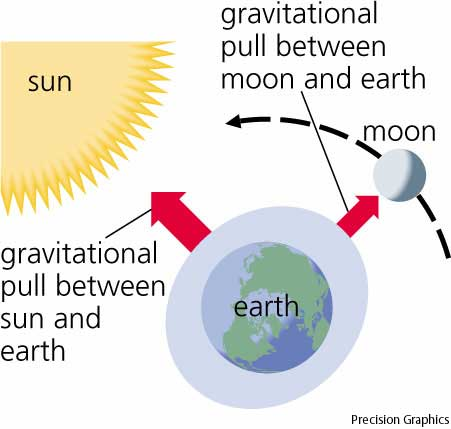 gravitational
pull between
moon and earth
sun
moon
gravitational
pull between
sun and
earth
earth
Precision Graphics